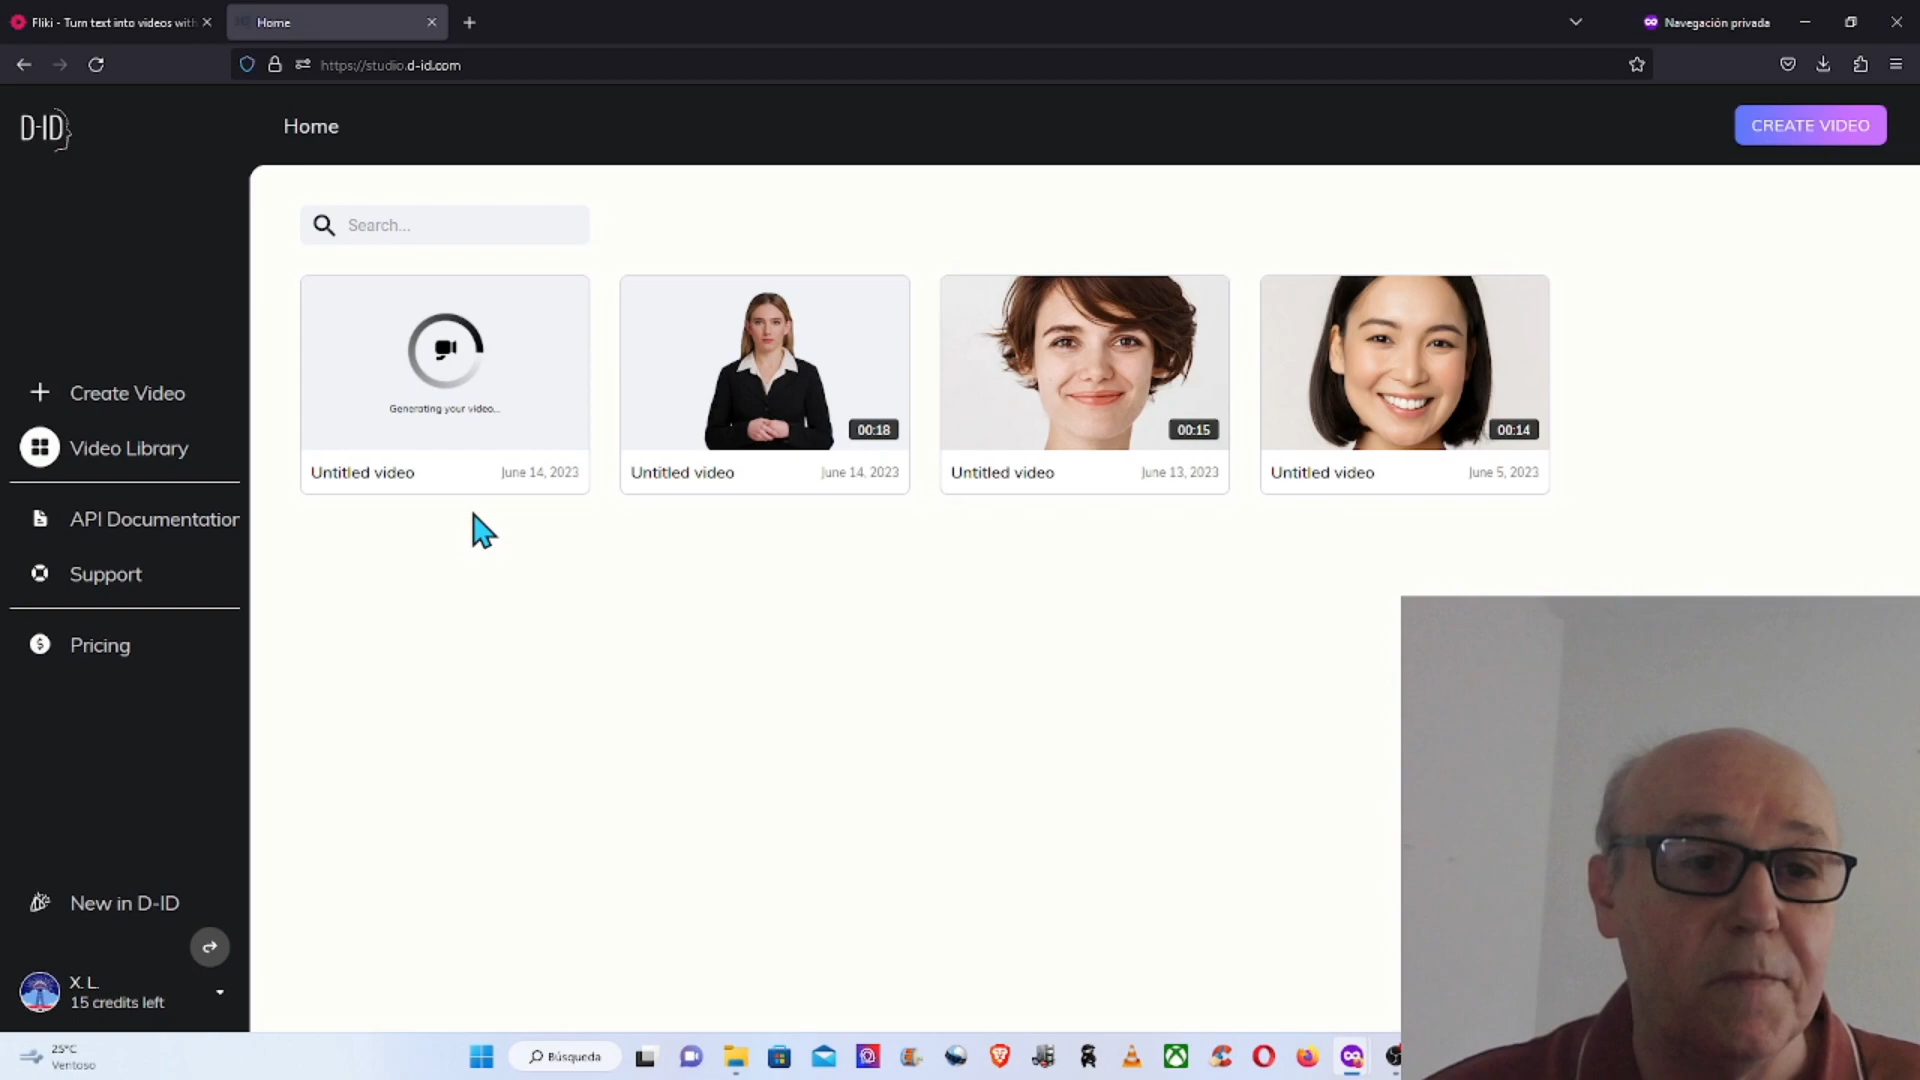 Fliki - Turn text into videos with
Home
Navegación privada
https://studio.d-id.com
D-ID
Home
CREATE VIDEO
Search...
Generating your video...
00:18
00:15
00:14
Untitled video
June 14, 2023
Untitled video
June 14, 2023
Untitled video
June 13, 2023
Untitled video
June 5, 2023
Create Video
Video Library
API Documentation
Support
Pricing
New in D-ID
X. L.
15 credits left
25°C
Ventoso
Búsqueda